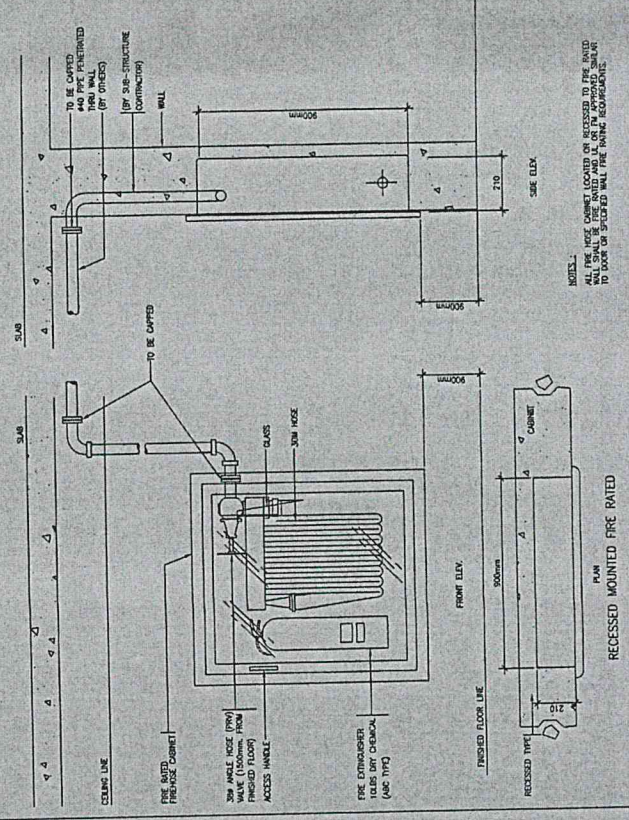 SLAB
CEILING LINE
FIRE RATED
FIREHOSE CABINET
38ø ANGLE HOSE (PRV)
VALVE (1500mm. FROM
FINISHED FLOOR)
ACCESS HANDLE
FIRE EXTINGUISHER
10LBS DRY CHEMICAL
(ABC TYPE)
TO BE CAPPED
GLASS
30M HOSE
900mm
FRONT ELEV.
FINISHED FLOOR LINE
SLAB
TO BE CAPPED
ø40 PIPE PENETRATED
THRU WALL
(BY OTHERS)
(BY SUB-STRUCTURE
CONTRACTOR)
WALL
900mm
210
900mm
SIDE ELEV.
RECESSED TYPE
210
900mm
CABINET
PLAN
RECESSED MOUNTED FIRE RATED
NOTES :
ALL FIRE HOSE CABINET LOCATED OR RECESSED TO FIRE RATED
WALL SHALL BE FIRE RATED AND UL OR FM APPROVED SIMILAR
TO DOOR OR SPECIFIED WALL FIRE RATING REQUIREMENTS.